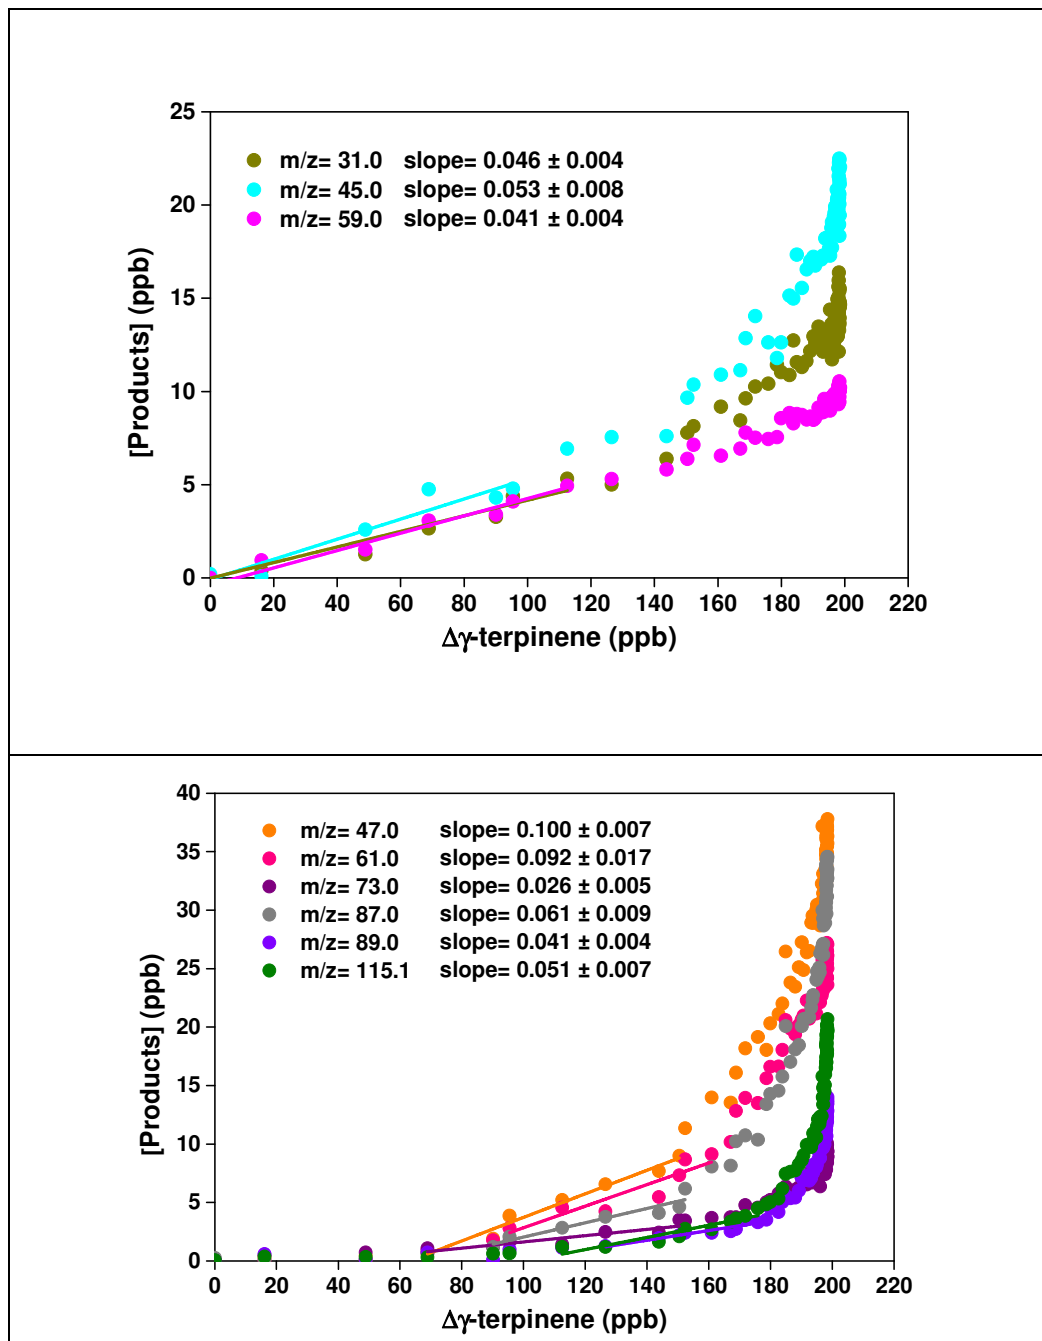 25
20
15
10
5
0
[Products] (ppb)
m/z= 31.0 slope= 0.046 ± 0.004
m/z= 45.0 slope= 0.053 ± 0.008
m/z= 59.0 slope= 0.041 ± 0.004
0 20 40 60 80 100 120 140 160 180 200 220
Δγ-terpinene (ppb)
40
35
30
25
20
15
10
5
0
[Products] (ppb)
m/z= 47.0 slope= 0.100 ± 0.007
m/z= 61.0 slope= 0.092 ± 0.017
m/z= 73.0 slope= 0.026 ± 0.005
m/z= 87.0 slope= 0.061 ± 0.009
m/z= 89.0 slope= 0.041 ± 0.004
m/z= 115.1 slope= 0.051 ± 0.007
0 20 40 60 80 100 120 140 160 180 200 220
Δγ-terpinene (ppb)